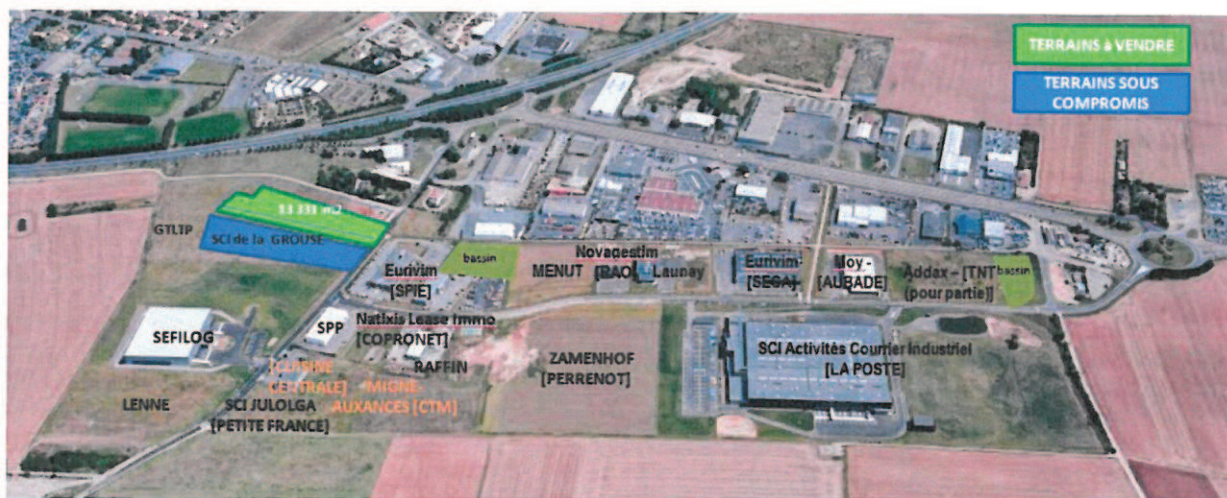 TERRAINS à VENDRE
TERRAINS SOUS
COMPROMIS
13 331 m2
GTLTP
SCI de la GROUSE
bassin
Eurivim
[SPIE]
MENUT
Novagestim
[RAO]
Launay
Eurivim
[SEGA]
Moy -
[AUBADE]
Addax – [TNT
(pour partie)]
bassin
SEFILOG
SPP
Natixis Lease Immo
[COPRONET]
RAFFIN
ZAMENHOF
[PERRENOT]
SCI Activités Courrier Industriel
[LA POSTE]
[CUISINE
CENTRALE]
MIGNE-
AUXANCES [CTM]
LENNE
SCI JULOLGA
[PETITE FRANCE]